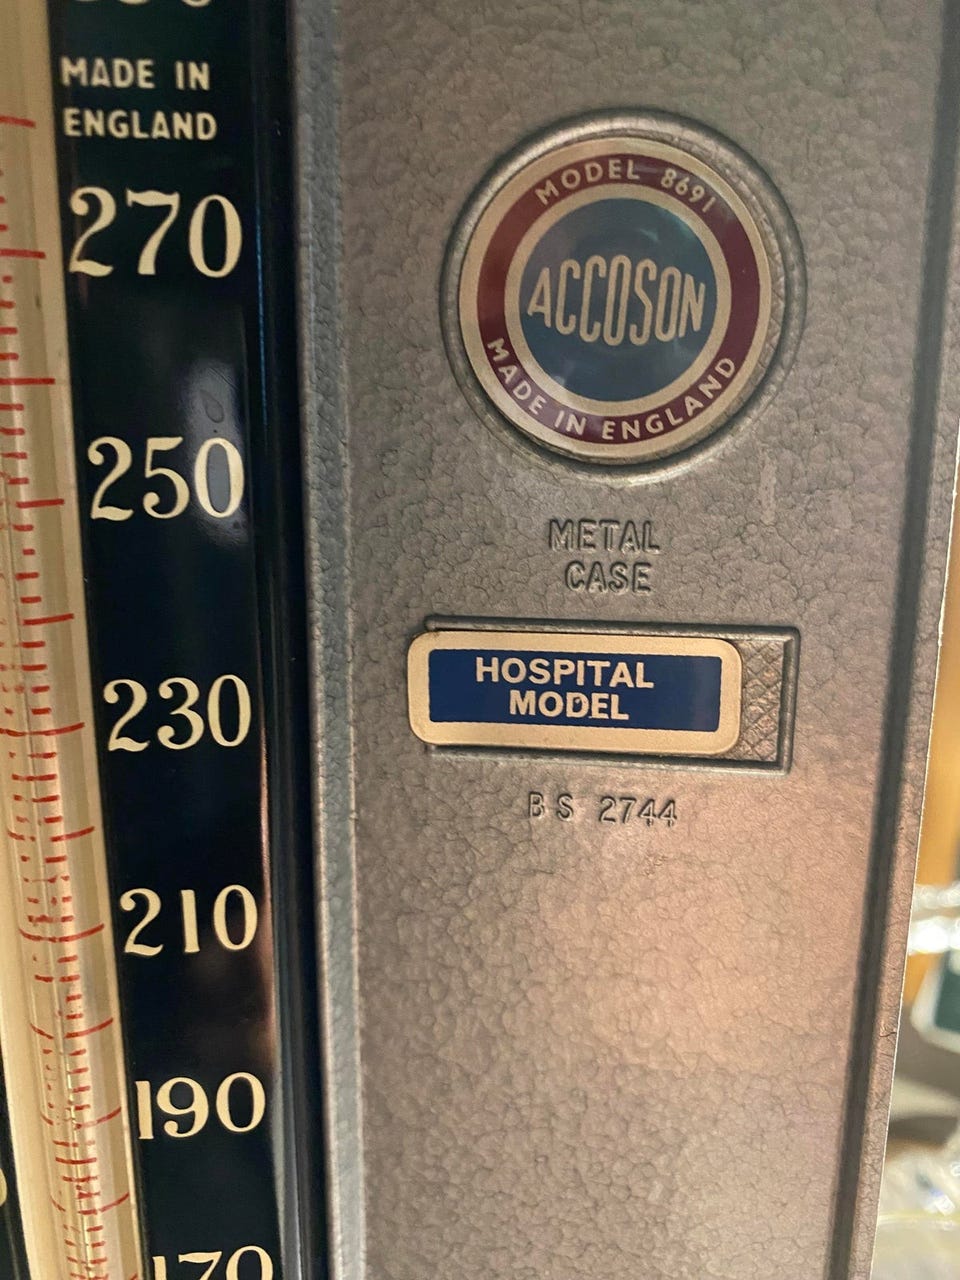 MADE IN
ENGLAND
270
250
230
210
190
170
MODEL 8691
ACCOSON
MADE IN ENGLAND
METAL
CASE
HOSPITAL
MODEL
BS 2744